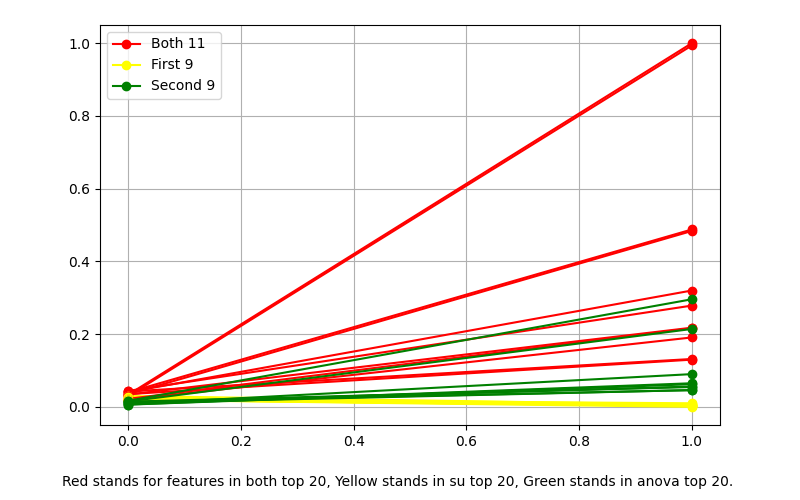 Both 11
First 9
Second 9
1.0
0.8
0.6
0.4
0.2
0.0
0.0 0.2 0.4 0.6 0.8 1.0
Red stands for features in both top 20, Yellow stands in su top 20, Green stands in anova top 20.